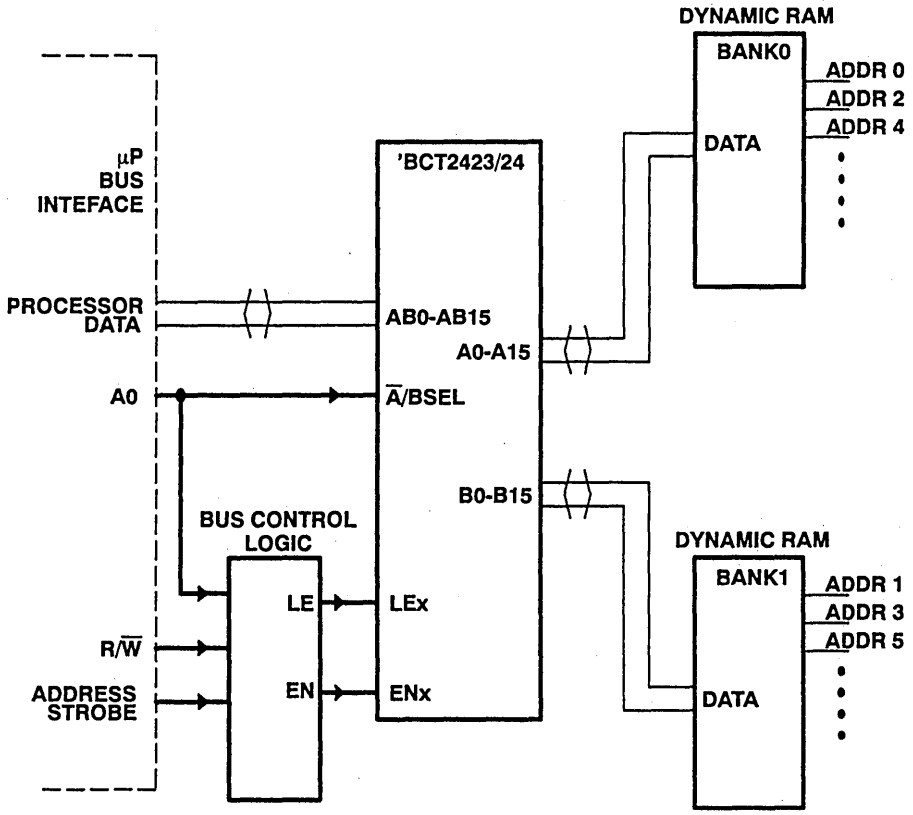 DYNAMIC RAM
BANK0
ADDR 0
ADDR 2
ADDR 4
DATA
µP
BUS
INTEFACE
'BCT2423/24
PROCESSOR
DATA
AB0-AB15
A0-A15
A0
A̅/BSEL
B0-B15
BUS CONTROL
LOGIC
DYNAMIC RAM
BANK1
ADDR 1
ADDR 3
ADDR 5
LE
LEx
R/W̅
EN
ENx
ADDRESS
STROBE
DATA